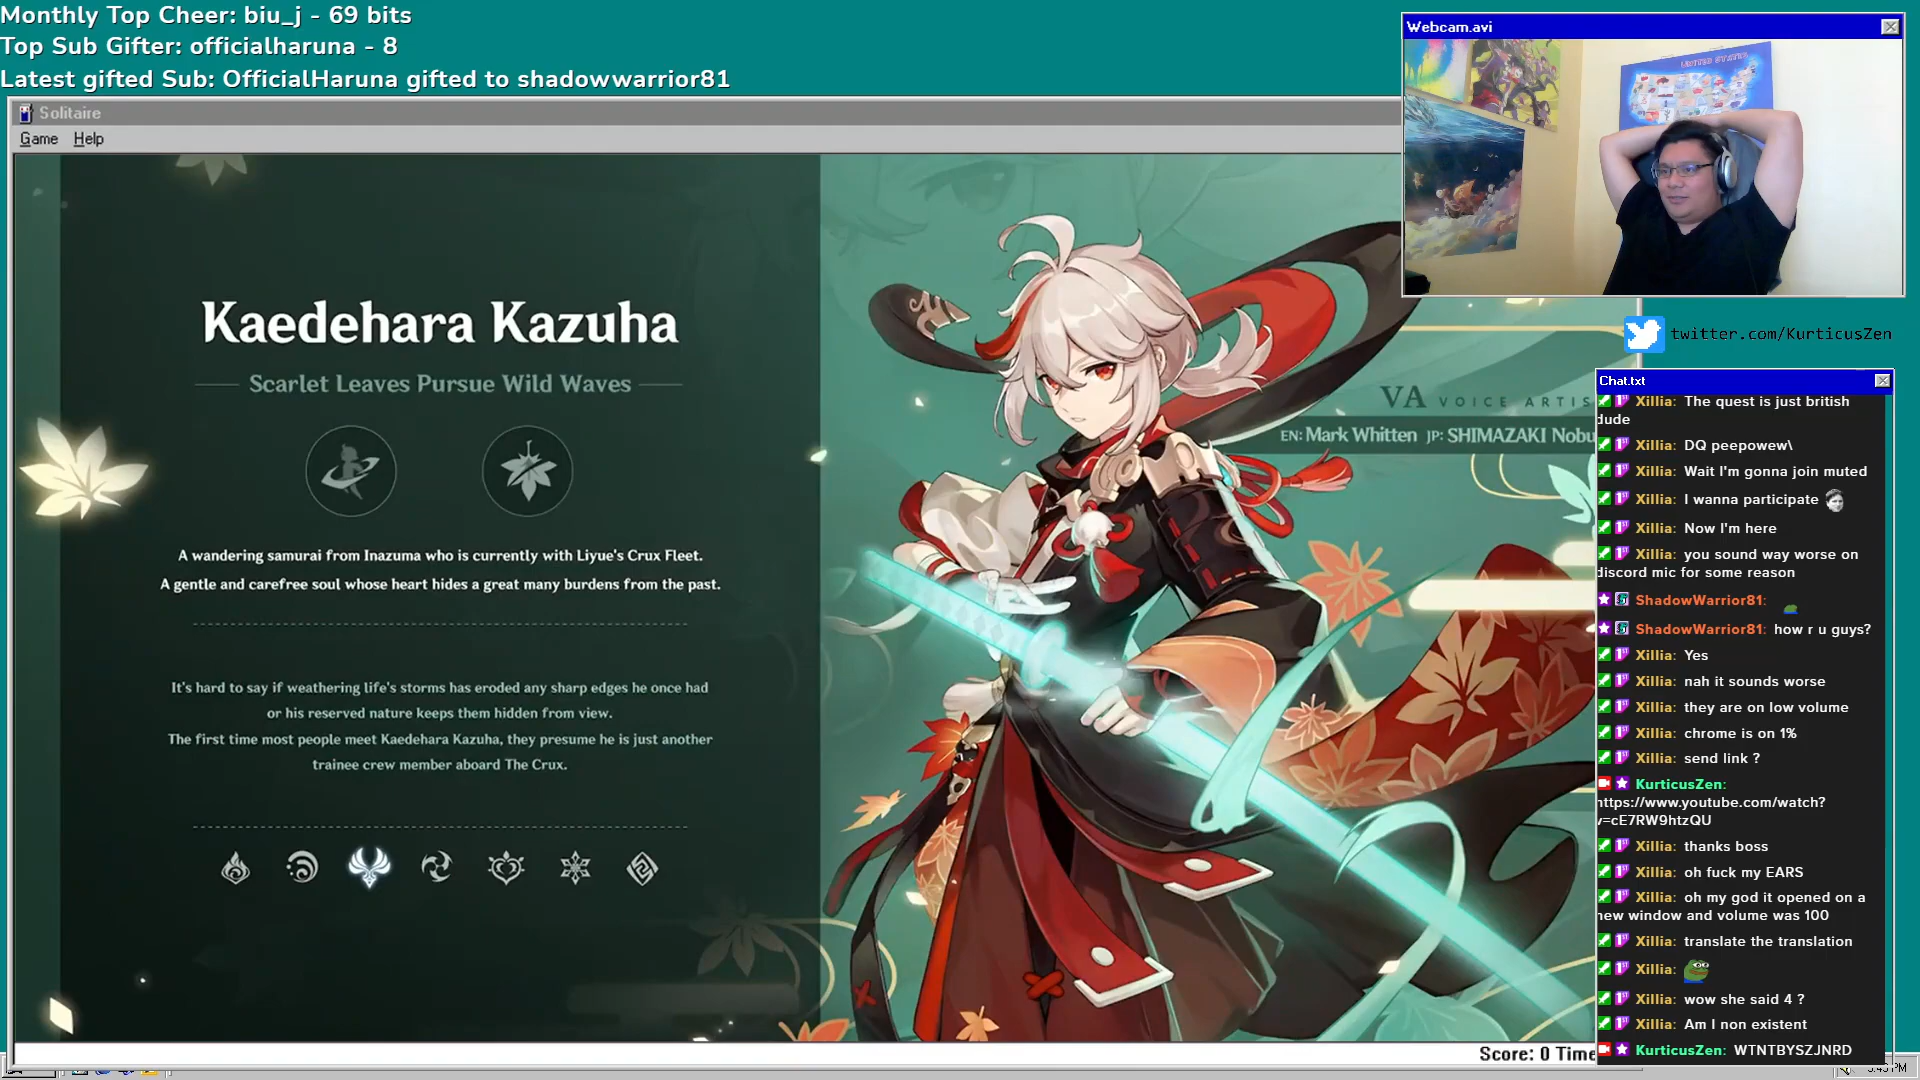 Monthly Top Cheer: biu_j - 69 bits
Top Sub Gifter: officialharuna - 8
Latest gifted Sub: OfficialHaruna gifted to shadowwarrior81
Solitaire
Game Help
Kaedehara Kazuha
Scarlet Leaves Pursue Wild Waves
A wandering samurai from Inazuma who is currently with Liyue's Crux Fleet.
A gentle and carefree soul whose heart hides a great many burdens from the past.
It's hard to say if weathering life's storms has eroded any sharp edges he once had
or his reserved nature keeps them hidden from view.
The first time most people meet Kaedehara Kazuha, they presume he is just another
trainee crew member aboard The Crux.
VA VOICE ARTIS
EN: Mark Whitten JP: SHIMAZAKI Nobu
Score: 0 Time
Webcam.avi
UNITED STATES
twitter.com/KurticusZen
Chat.txt
Xillia: The quest is just british
dude
Xillia: DQ peepowew\
Xillia: Wait I'm gonna join muted
Xillia: I wanna participate
Xillia: Now I'm here
Xillia: you sound way worse on
discord mic for some reason
ShadowWarrior81:
ShadowWarrior81: how r u guys?
Xillia: Yes
Xillia: nah it sounds worse
Xillia: they are on low volume
Xillia: chrome is on 1%
Xillia: send link ?
KurticusZen:
https://www.youtube.com/watch?
v=cE7RW9htzQU
Xillia: thanks boss
Xillia: oh fuck my EARS
Xillia: oh my god it opened on a
new window and volume was 100
Xillia: translate the translation
Xillia:
Xillia: wow she said 4 ?
Xillia: Am I non existent
KurticusZen: WTNTBYSZJNRD